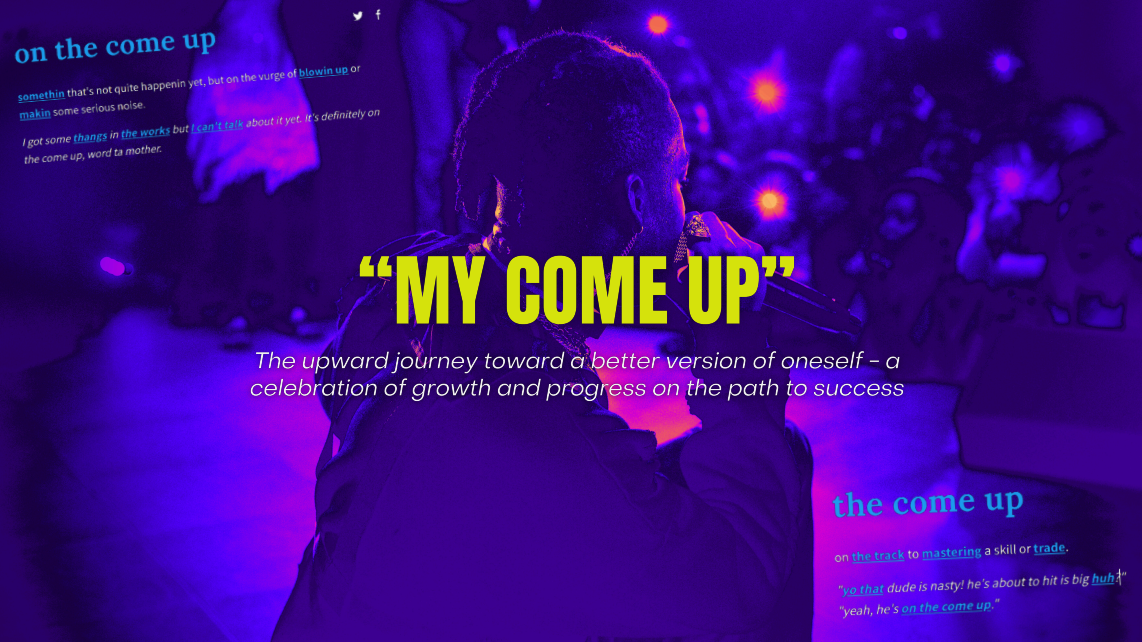 on the come up
somethin that's not quite happenin yet, but on the vurge of blowin up or
makin some serious noise.
I got some thangs in the works but I can't talk about it yet. It's definitely on
the come up, word ta mother.
“MY COME UP”
The upward journey toward a better version of oneself – a
celebration of growth and progress on the path to success
the come up
on the track to mastering a skill or trade.
"yo that dude is nasty! he's about to hit is big huh?"
"yeah, he's on the come up."